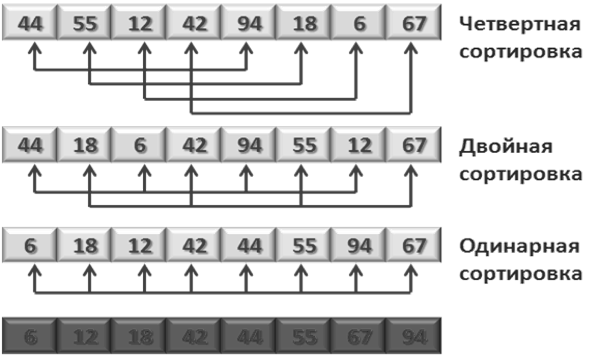 44 55 12 42 94 18 6 67 Четвертная
сортировка
44 18 6 42 94 55 12 67 Двойная
сортировка
6 18 12 42 44 55 94 67 Одинарная
сортировка
6 12 18 42 44 55 67 94